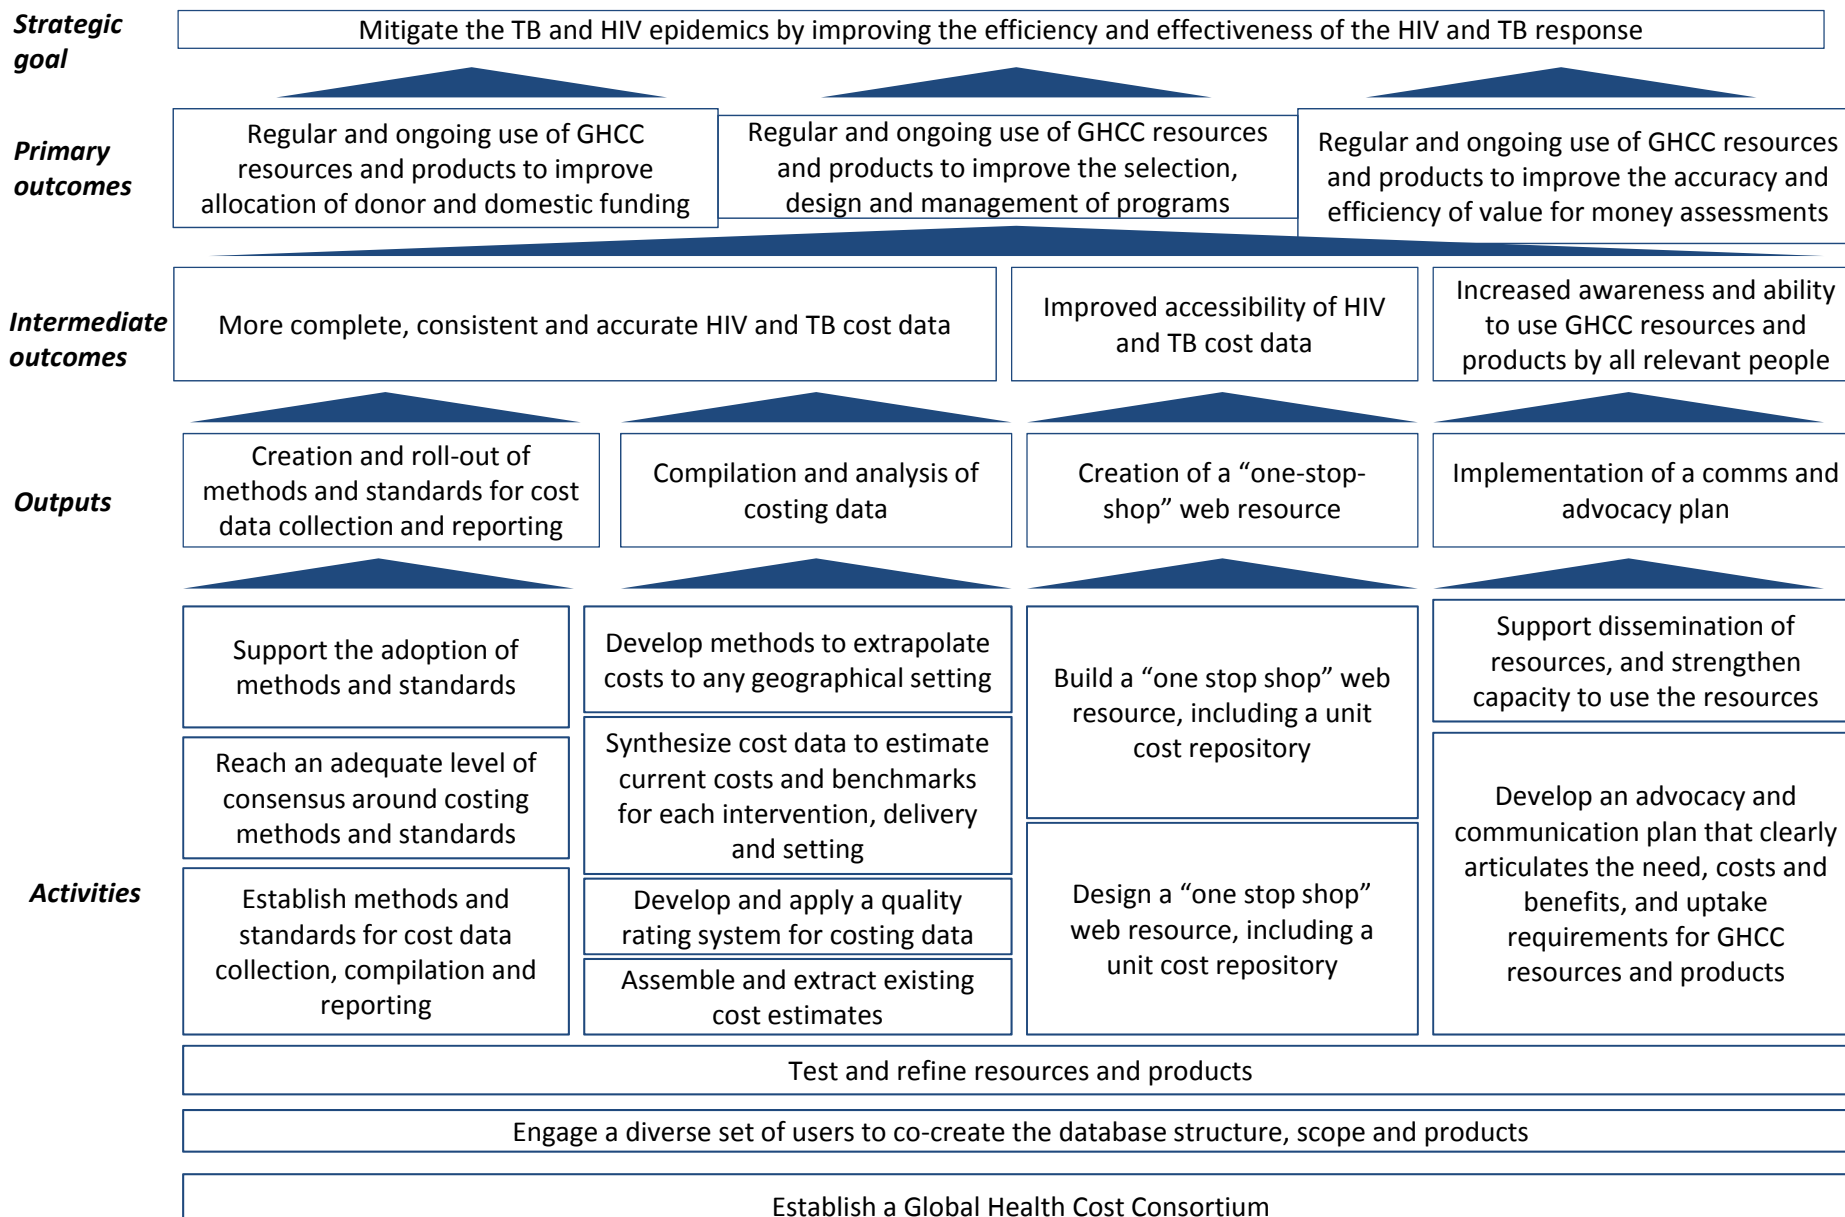 Strategic
goal
Mitigate the TB and HIV epidemics by improving the efficiency and effectiveness of the HIV and TB response
Primary
outcomes
Regular and ongoing use of GHCC
resources and products to improve
allocation of donor and domestic funding
Regular and ongoing use of GHCC resources
and products to improve the selection,
design and management of programs
Regular and ongoing use of GHCC resources
and products to improve the accuracy and
efficiency of value for money assessments
Intermediate
outcomes
More complete, consistent and accurate HIV and TB cost data
Improved accessibility of HIV
and TB cost data
Increased awareness and ability
to use GHCC resources and
products by all relevant people
Outputs
Creation and roll-out of
methods and standards for cost
data collection and reporting
Compilation and analysis of
costing data
Creation of a “one-stop-
shop” web resource
Implementation of a comms and
advocacy plan
Activities
Support the adoption of
methods and standards
Reach an adequate level of
consensus around costing
methods and standards
Establish methods and
standards for cost data
collection, compilation and
reporting
Develop methods to extrapolate
costs to any geographical setting
Synthesize cost data to estimate
current costs and benchmarks
for each intervention, delivery
and setting
Develop and apply a quality
rating system for costing data
Assemble and extract existing
cost estimates
Build a “one stop shop” web
resource, including a unit
cost repository
Design a “one stop shop”
web resource, including a
unit cost repository
Support dissemination of
resources, and strengthen
capacity to use the resources
Develop an advocacy and
communication plan that clearly
articulates the need, costs and
benefits, and uptake
requirements for GHCC
resources and products
Test and refine resources and products
Engage a diverse set of users to co-create the database structure, scope and products
Establish a Global Health Cost Consortium